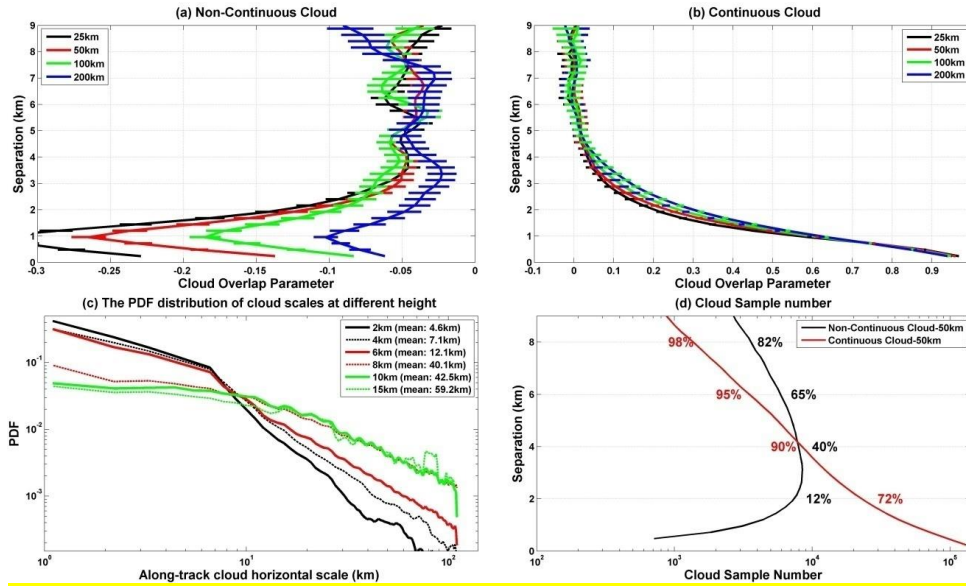 (a) Non-Continuous Cloud
9
8
7
6
5
4
3
2
1
0
Separation (km)
25km
50km
100km
200km
-0.3
-0.25
-0.2
-0.15
-0.1
-0.05
0
Cloud Overlap Parameter
(b) Continuous Cloud
9
8
7
6
5
4
3
2
1
0
Separation (km)
25km
50km
100km
200km
-0.1
0
0.1
0.2
0.3
0.4
0.5
0.6
0.7
0.8
0.9
Cloud Overlap Parameter
(c) The PDF distribution of cloud scales at different height
10-1
10-2
10-3
PDF
2km (mean: 4.6km)
4km (mean: 7.1km)
6km (mean: 12.1km)
8km (mean: 40.1km)
10km (mean: 42.5km)
15km (mean: 59.2km)
100
101
102
Along-track cloud horizontal scale (km)
(d) Cloud Sample number
8
6
4
2
0
Separation (km)
Non-Continuous Cloud-50km
Continuous Cloud-50km
98%
82%
95%
65%
90%
40%
12%
72%
102
103
104
105
Cloud Sample Number